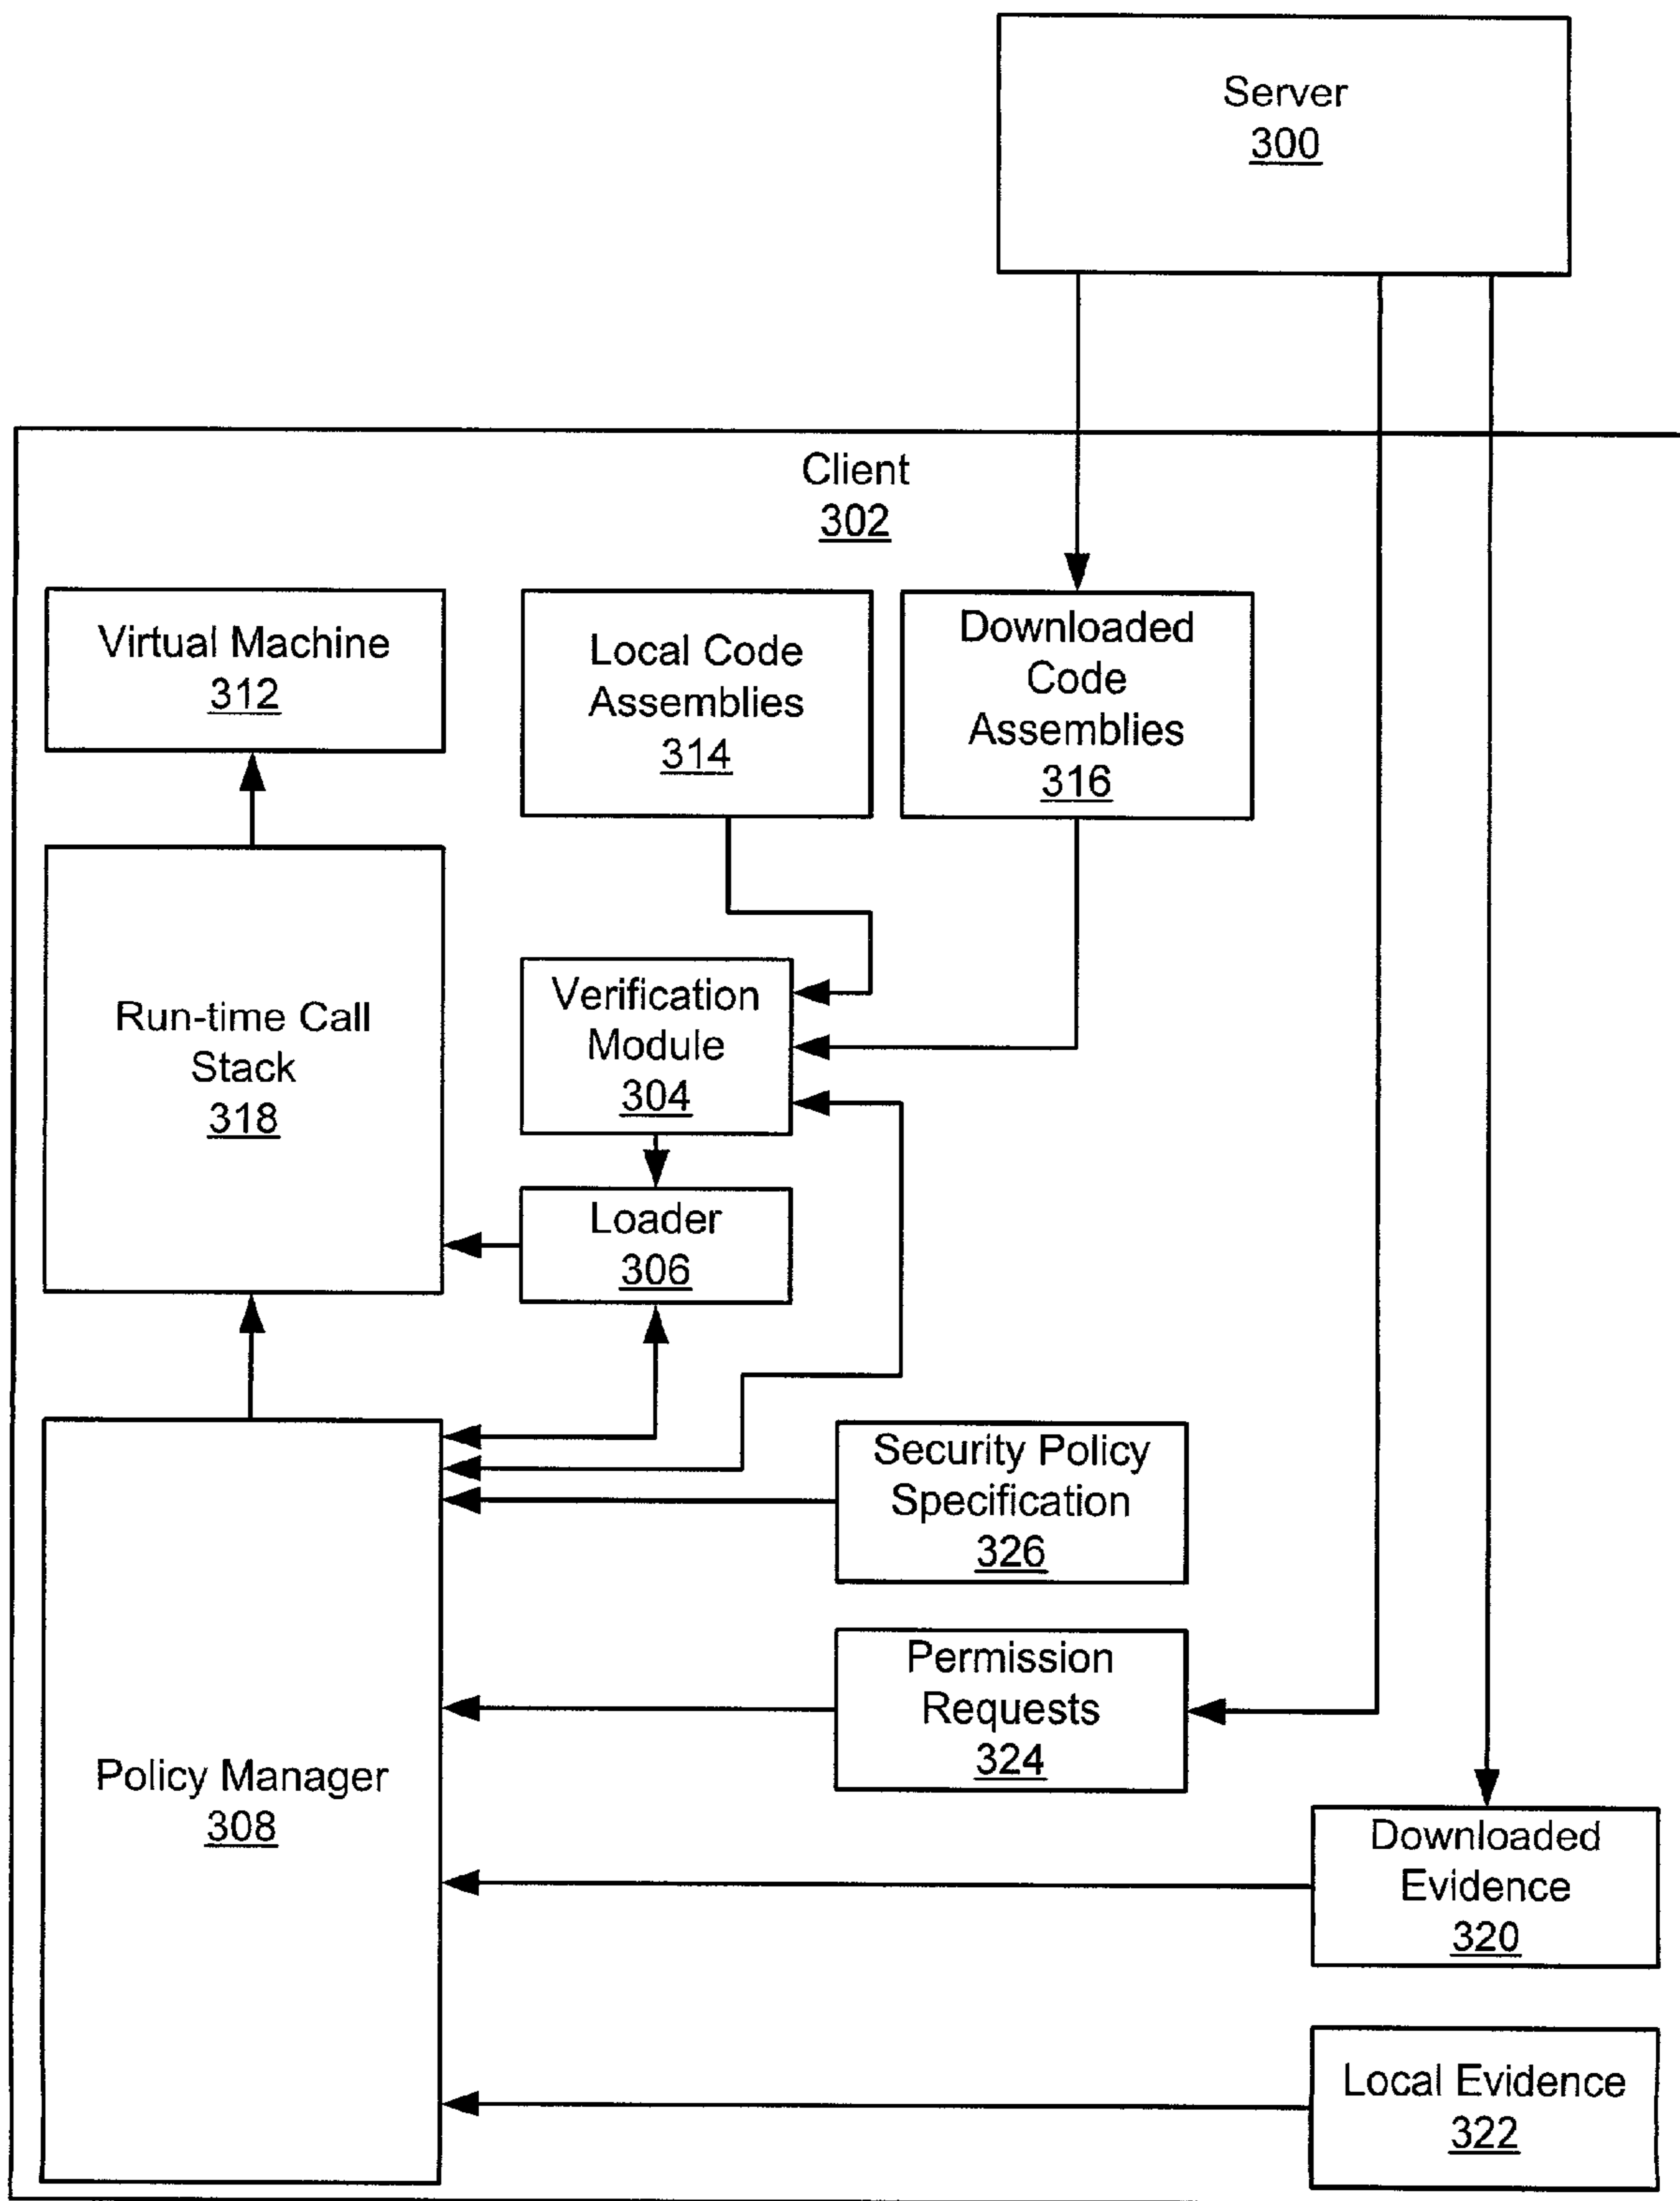 Server
300
Client
302
Virtual Machine
312
Local Code
Assemblies
314
Downloaded
Code
Assemblies
316
Run-time Call
Stack
318
Verification
Module
304
Loader
306
Security Policy
Specification
326
Permission
Requests
324
Policy Manager
308
Downloaded
Evidence
320
Local Evidence
322